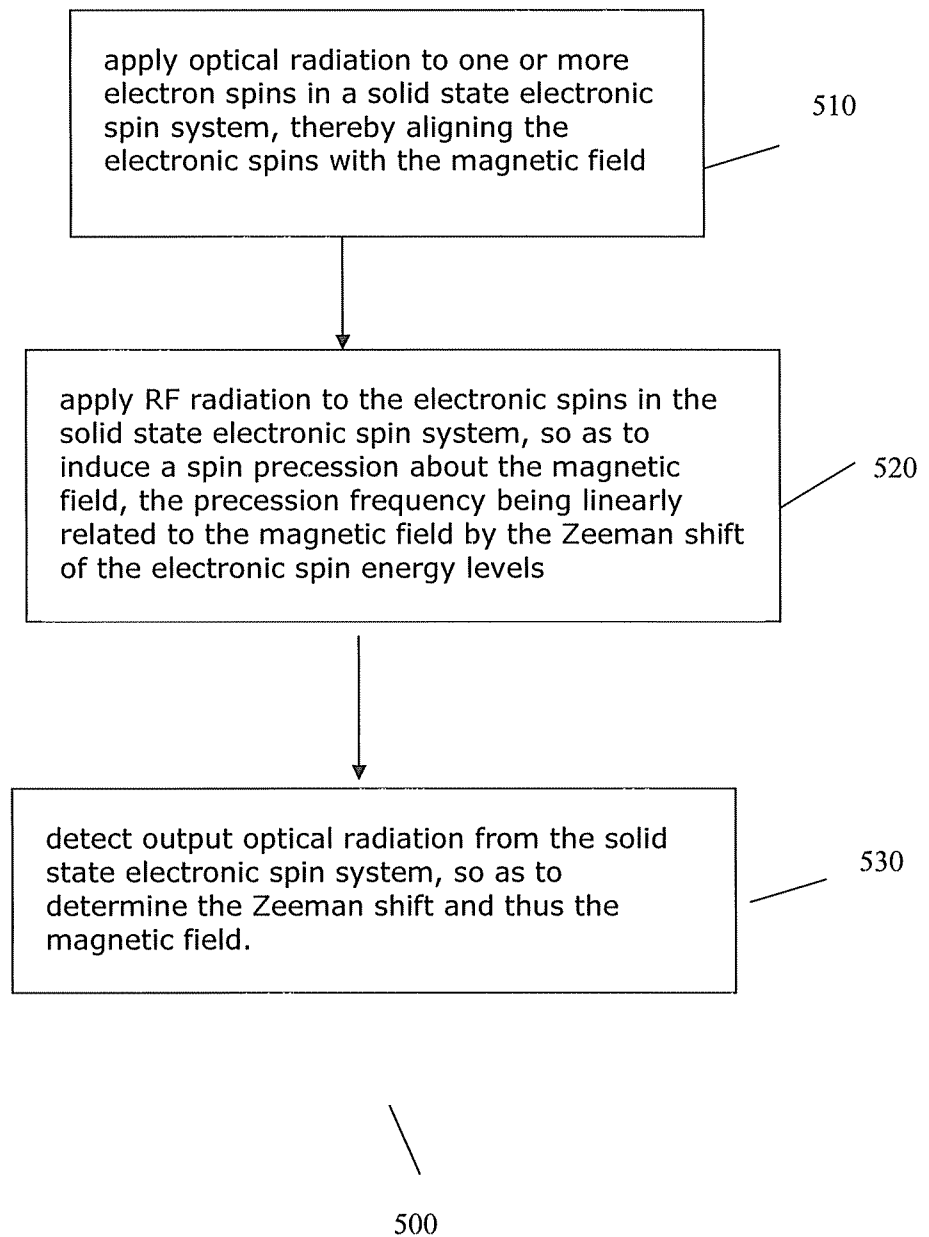 apply optical radiation to one or more
electron spins in a solid state electronic
spin system, thereby aligning the
electronic spins with the magnetic field
510
apply RF radiation to the electronic spins in the
solid state electronic spin system, so as to
induce a spin precession about the magnetic
field, the precession frequency being linearly
related to the magnetic field by the Zeeman shift
of the electronic spin energy levels
520
detect output optical radiation from the solid
state electronic spin system, so as to
determine the Zeeman shift and thus the
magnetic field.
530
500